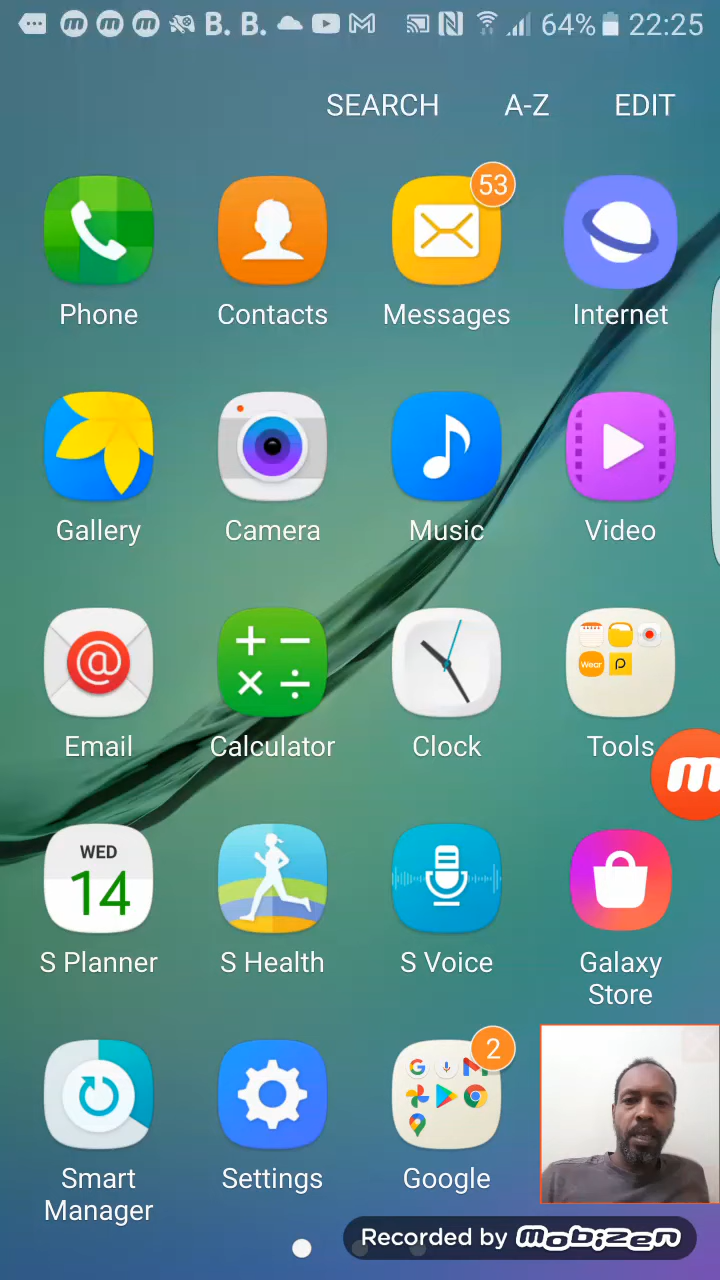 B. B. 64% 22:25
SEARCH A-Z EDIT
53
Phone Contacts Messages Internet
Gallery Camera Music Video
Wear
Email Calculator Clock Tools
m
WED
14
S Planner S Health S Voice Galaxy
Store
2
Smart
Manager Settings Google
Recorded by mobizen